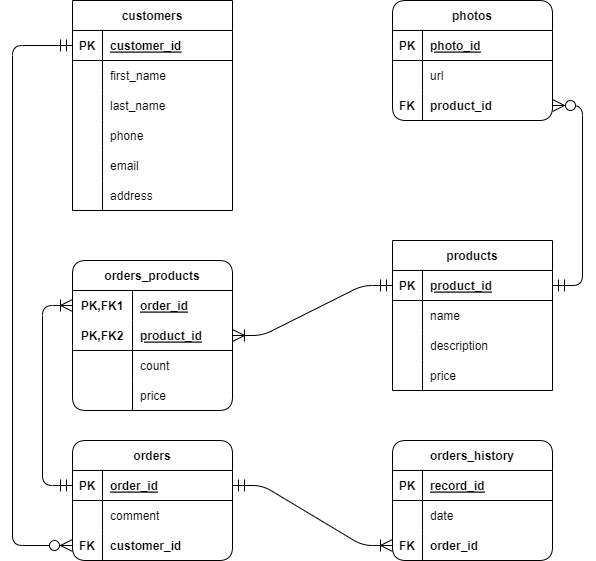 customers
PK customer_id
first_name
last_name
phone
email
address
photos
PK photo_id
url
FK product_id
orders_products
PK,FK1 order_id
PK,FK2 product_id
count
price
products
PK product_id
name
description
price
orders
PK order_id
comment
FK customer_id
orders_history
PK record_id
date
FK order_id